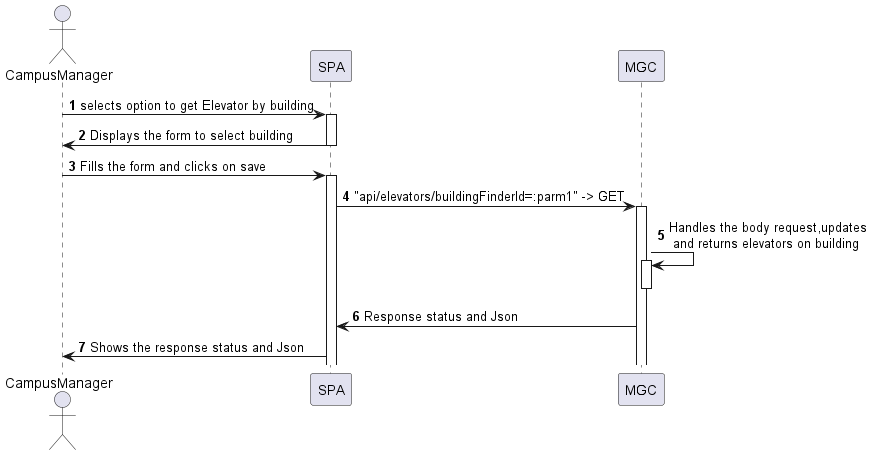 CampusManager
SPA
MGC
1 selects option to get Elevator by building
2 Displays the form to select building
3 Fills the form and clicks on save
4 "api/elevators/buildingFinderId=:parm1" -> GET
5 Handles the body request,updates
and returns elevators on building
6 Response status and Json
7 Shows the response status and Json
CampusManager
SPA
MGC